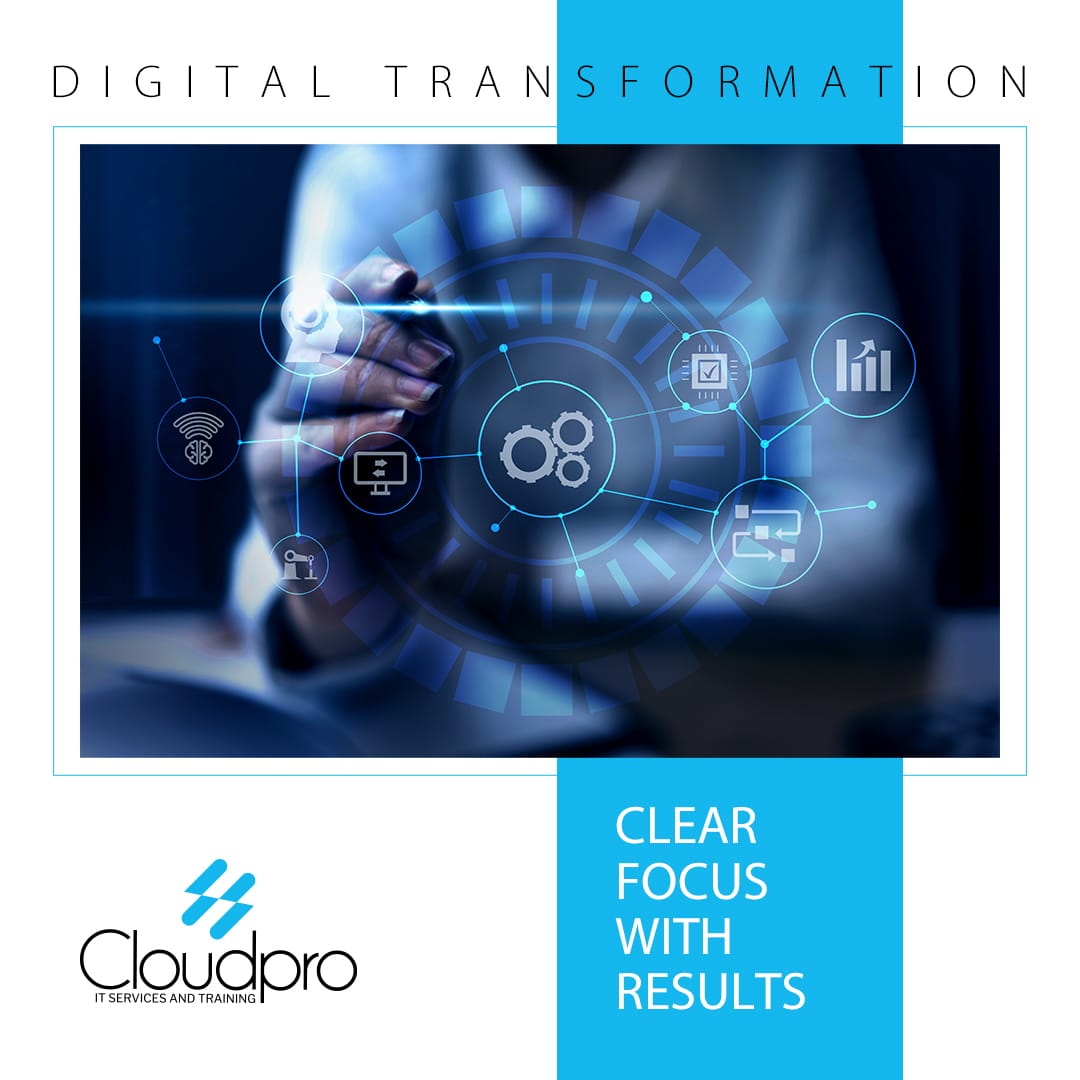 DIGITAL TRANSFORMATION
CLEAR
FOCUS
WITH
RESULTS
Cloudpro
IT SERVICES AND TRAINING